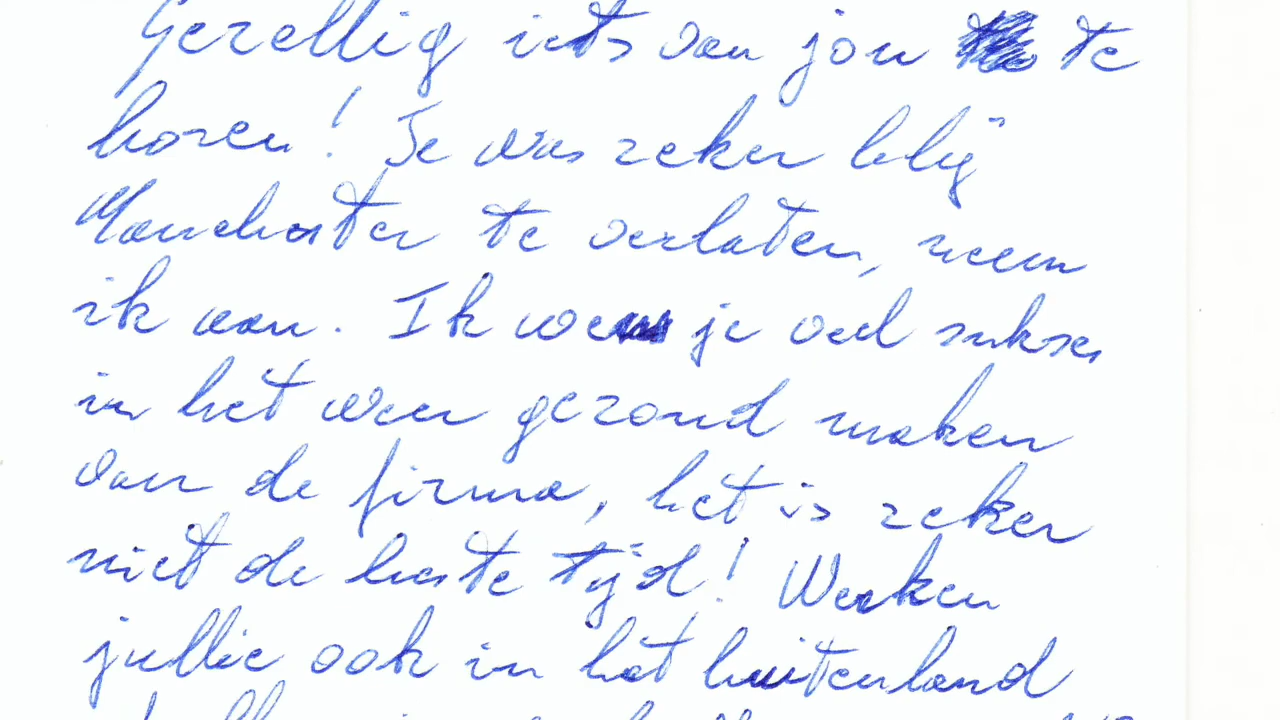 Gezellig iets van jou te
horen! Je was zeker blij
Manchester te verlaten, neem
ik aan. Ik wens je veel sukses
in het weer gezond maken
van de firma, het is zeker
niet de beste tijd! Werken
jullie ook in het buitenland